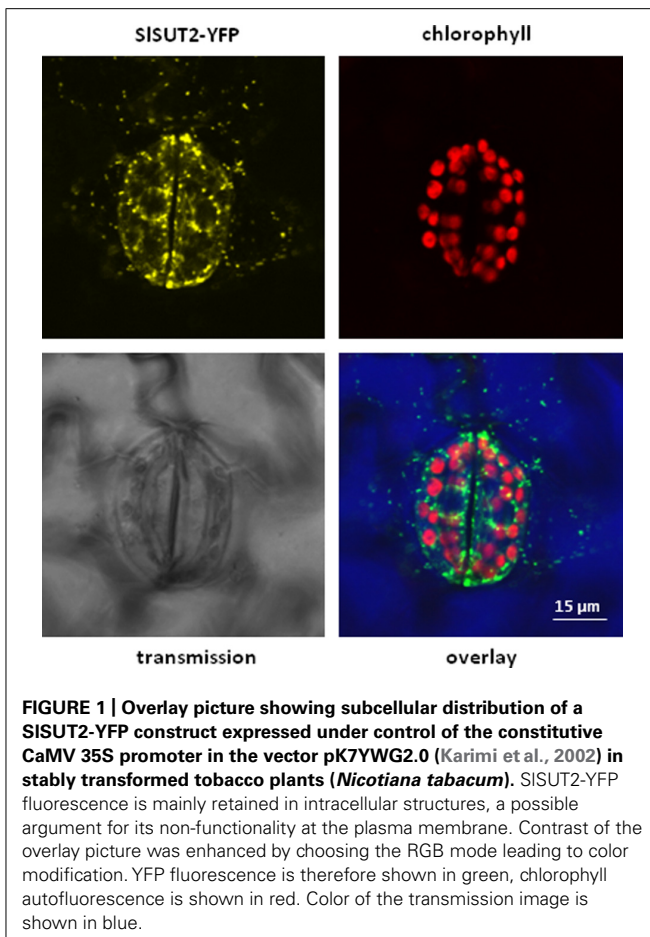 SlSUT2-YFP
chlorophyll
15 µm
transmission
overlay
FIGURE 1 | Overlay picture showing subcellular distribution of a
SlSUT2-YFP construct expressed under control of the constitutive
CaMV 35S promoter in the vector pK7YWG2.0 (Karimi et al., 2002) in
stably transformed tobacco plants (Nicotiana tabacum). SlSUT2-YFP
fluorescence is mainly retained in intracellular structures, a possible
argument for its non-functionality at the plasma membrane. Contrast of the
overlay picture was enhanced by choosing the RGB mode leading to color
modification. YFP fluorescence is therefore shown in green, chlorophyll
autofluorescence is shown in red. Color of the transmission image is
shown in blue.